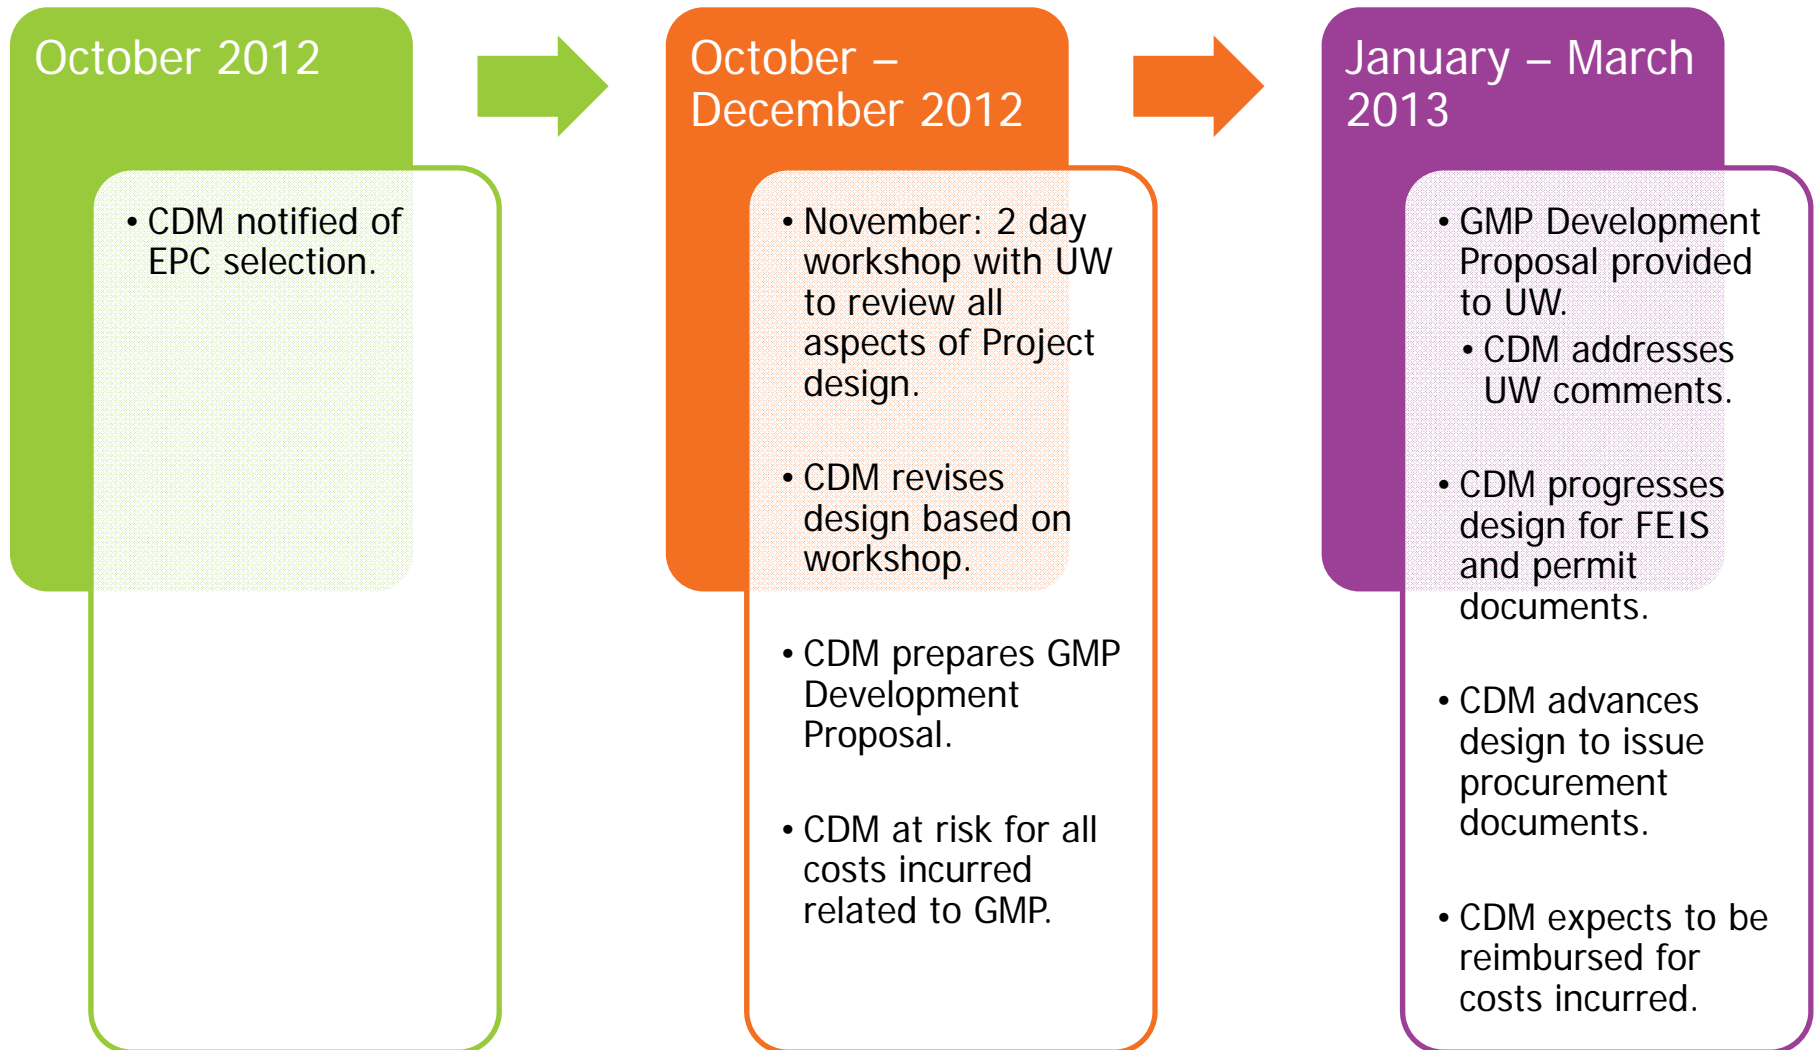 October 2012
• CDM notified of
EPC selection.
October –
December 2012
• November: 2 day
workshop with UW
to review all
aspects of Project
design.
• CDM revises
design based on
workshop.
• CDM prepares GMP
Development
Proposal.
• CDM at risk for all
costs incurred
related to GMP.
January – March
2013
• GMP Development
Proposal provided
to UW.
• CDM addresses
UW comments.
• CDM progresses
design for FEIS
and permit
documents.
• CDM advances
design to issue
procurement
documents.
• CDM expects to be
reimbursed for
costs incurred.